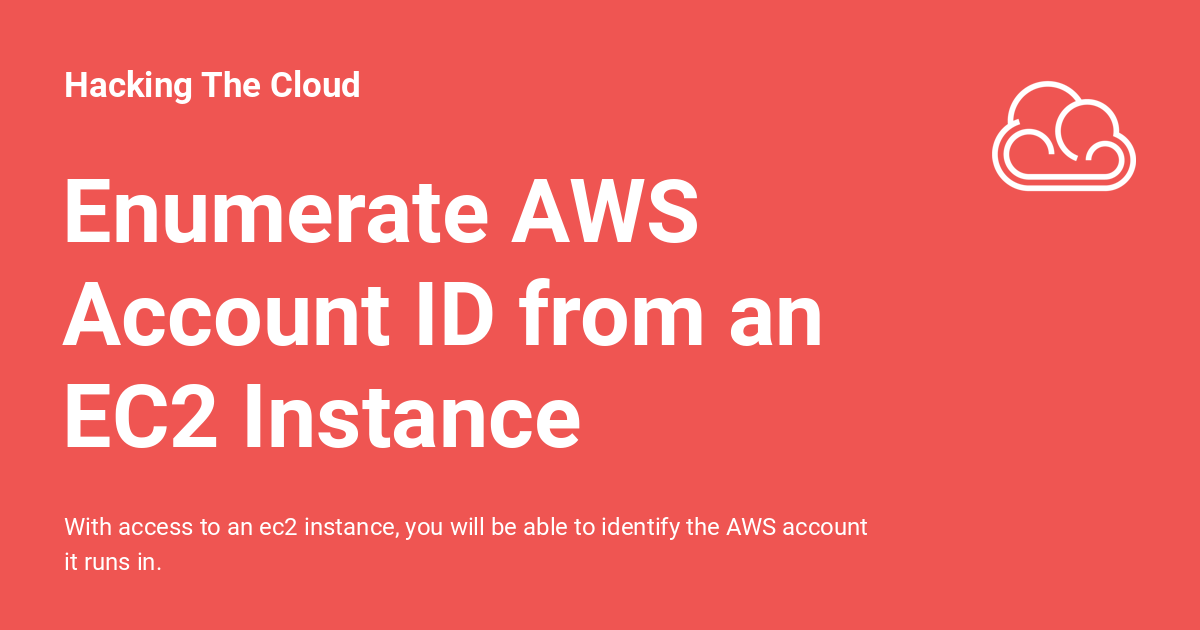 Hacking The Cloud
Enumerate AWS
Account ID from an
EC2 Instance
With access to an ec2 instance, you will be able to identify the AWS account
it runs in.